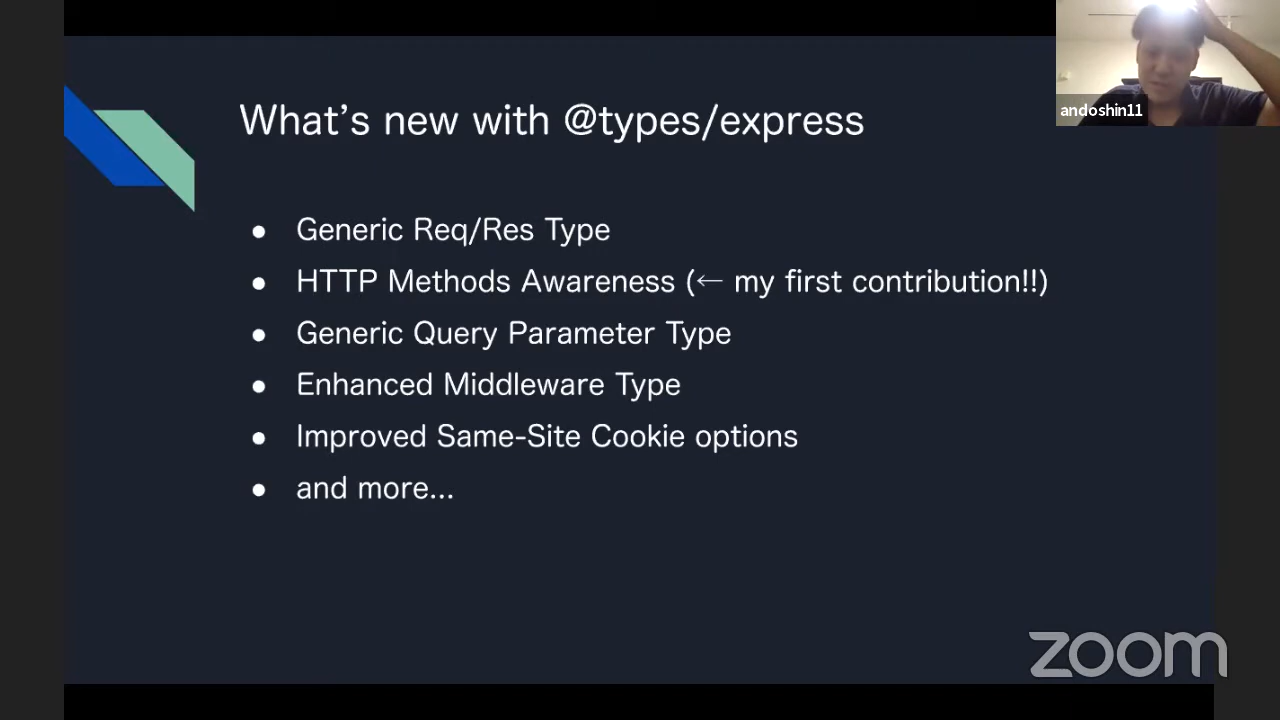 What's new with @types/express
andoshin11
● Generic Req/Res Type
● HTTP Methods Awareness (← my first contribution!!)
● Generic Query Parameter Type
● Enhanced Middleware Type
● Improved Same-Site Cookie options
● and more...
zoom